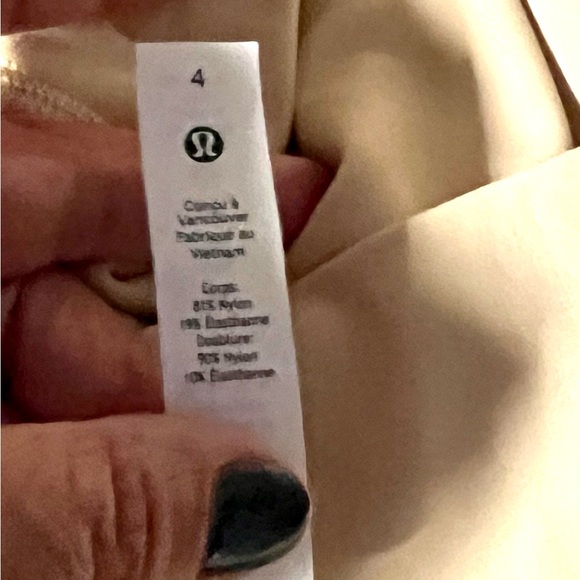 4
Conçu à
Vancouver
Fabriqué au
Vietnam
Corps:
81% Nylon
19% Élasthanne
Doublure:
90% Nylon
10% Élasthanne